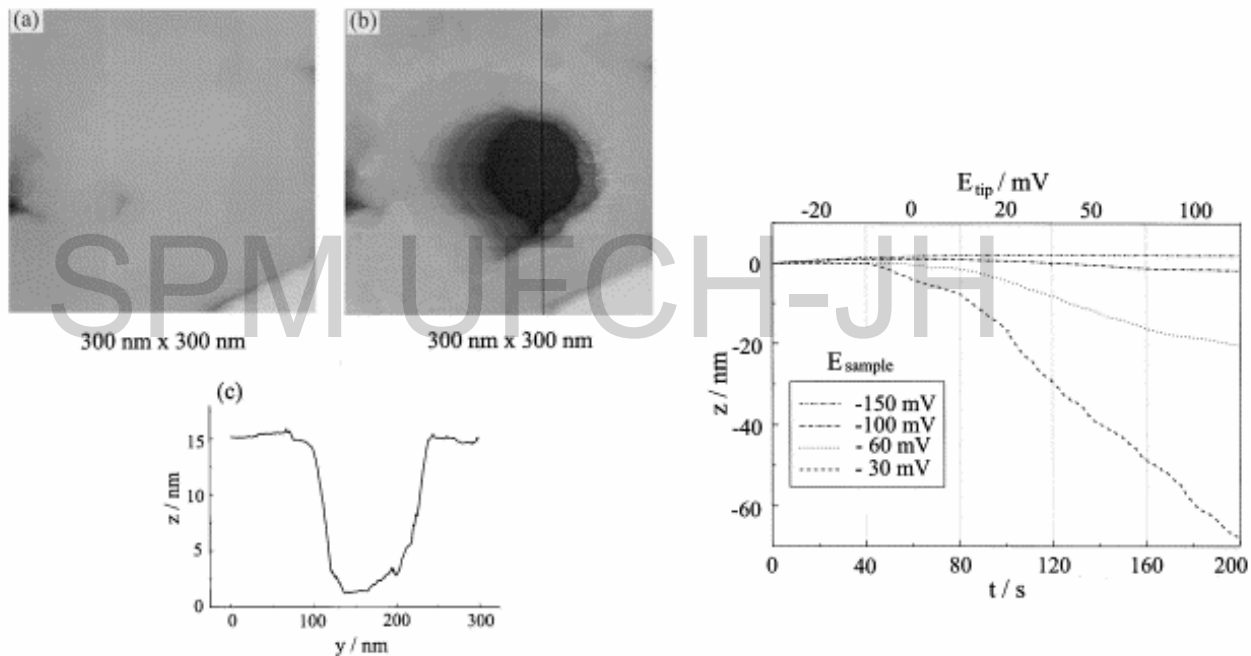 (a)
(b)
300 nm x 300 nm
300 nm x 300 nm
SPM UFCH-JH
(c)
z / nm
15
10
5
0
0
100
200
300
y / nm
E tip / mV
-20
0
20
50
100
z / nm
0
-20
-40
-60
E sample
-150 mV
-100 mV
- 60 mV
- 30 mV
0
40
80
120
160
200
t / s